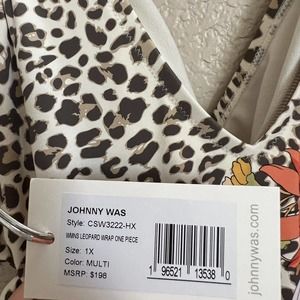 JOHNNY WAS
Style: CSW3222-HX
WMNS LEOPARD WRAP ONE PIECE
Size: 1X
Color: MULTI
MSRP: $198
1 96521 13538 0
johnnywas.com